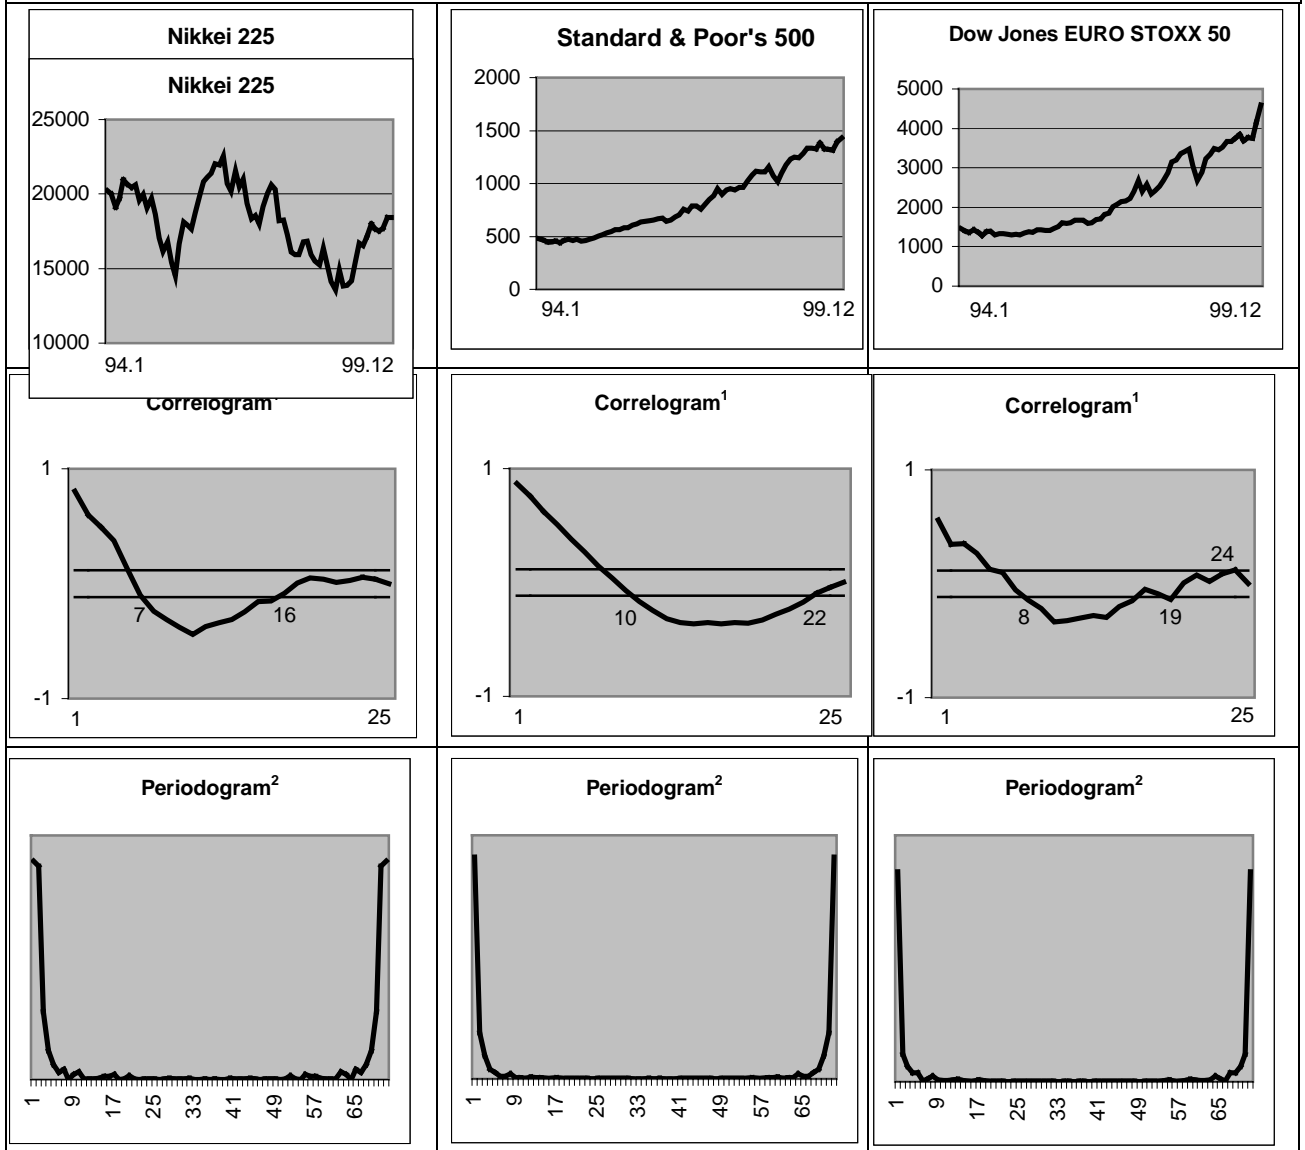 Nikkei 225
Nikkei 225
25000
20000
15000
10000
94.1 99.12
Standard & Poor's 500
2000
1500
1000
500
0
94.1 99.12
Dow Jones EURO STOXX 50
5000
4000
3000
2000
1000
0
94.1 99.12
Correlogram¹
1
7 16
-1
1 25
Correlogram¹
1
10 22
-1
1 25
Correlogram¹
1
24
8 19
-1
1 25
Periodogram²
1 9 17 25 33 41 49 57 65
Periodogram²
1 9 17 25 33 41 49 57 65
Periodogram²
1 9 17 25 33 41 49 57 65